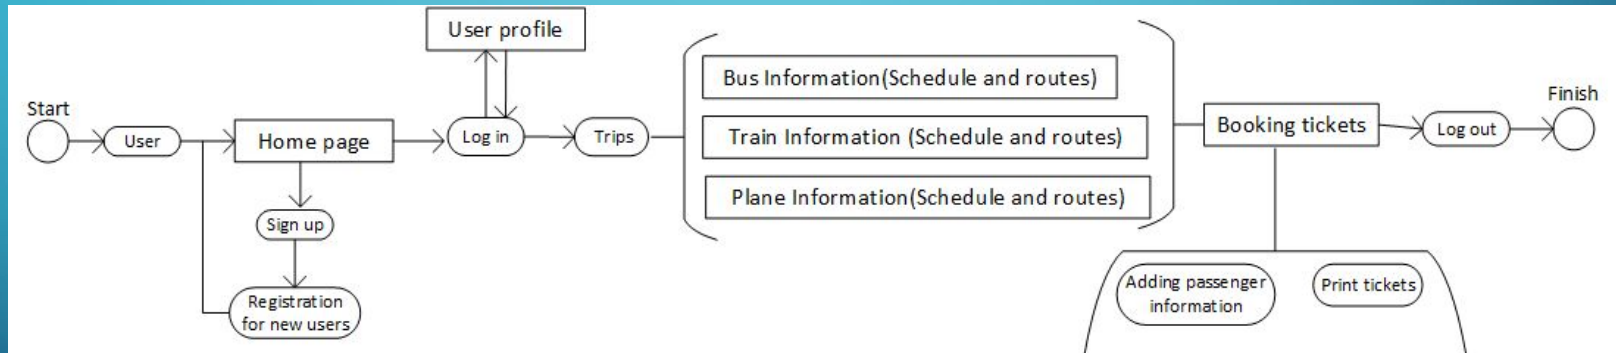 User profile
Bus Information(Schedule and routes)
Start
Finish
User
Home page
Log in
Trips
Train Information (Schedule and routes)
Booking tickets
Log out
Plane Information(Schedule and routes)
Sign up
Registration
for new users
Adding passenger
information
Print tickets